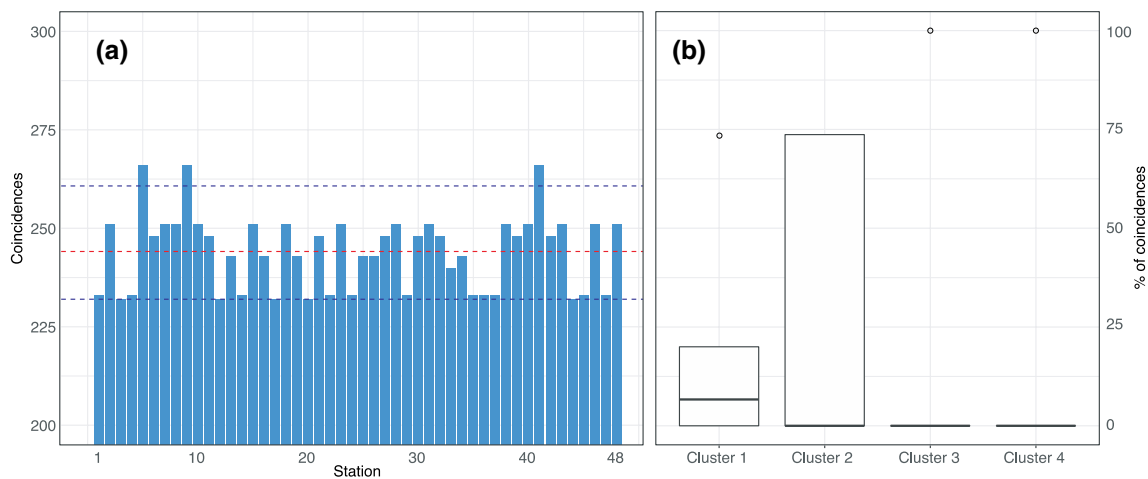 (a)
300
275
250
225
200
Coincidences
1
10
20
30
40
48
Station
(b)
100
75
50
25
0
% of coincidences
Cluster 1
Cluster 2
Cluster 3
Cluster 4